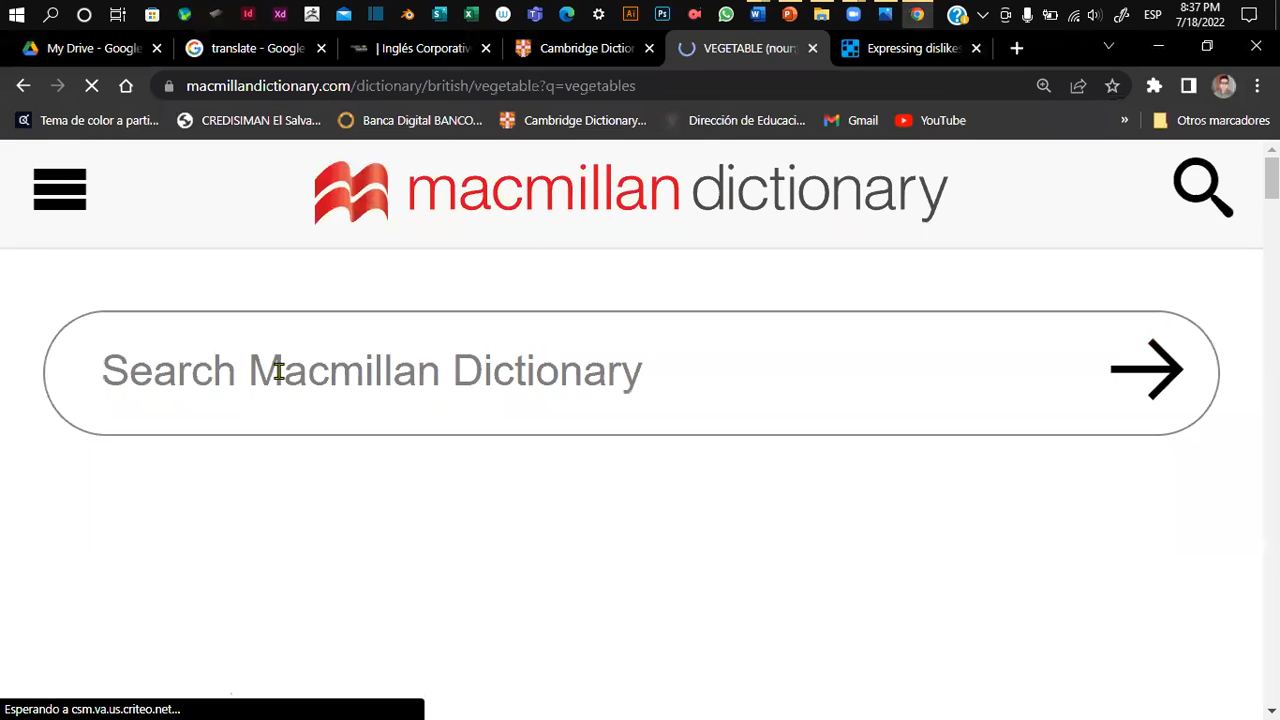 8:37 PM
ESP
7/18/2022
My Drive - Google
translate - Google
| Inglés Corporativ
Cambridge Dictio
VEGETABLE (noun
Expressing dislikes
macmillandictionary.com/dictionary/british/vegetable?q=vegetables
Tema de color a parti...
CREDISIMAN El Salva...
Banca Digital BANCO...
Cambridge Dictionary...
Dirección de Educaci...
Gmail
YouTube
»
Otros marcadores
macmillan dictionary
Search Macmillan Dictionary
Esperando a csm.va.us.criteo.net...